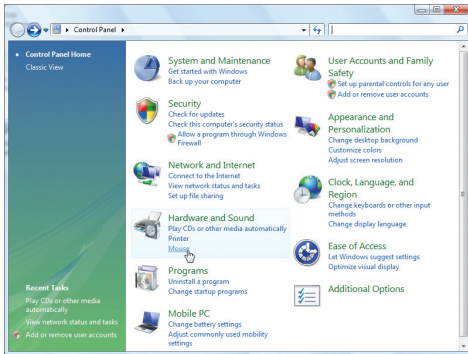 Control Panel
Control Panel Home
Classic View
System and Maintenance
Get started with Windows
Back up your computer
Security
Check for updates
Check this computer's security status
Allow a program through Windows
Firewall
Network and Internet
Connect to the Internet
View network status and tasks
Set up file sharing
Hardware and Sound
Play CDs or other media automatically
Printer
Mouse
Programs
Uninstall a program
Change startup programs
Mobile PC
Change battery settings
Adjust commonly used mobility
settings
User Accounts and Family
Safety
Set up parental controls for any user
Add or remove user accounts
Appearance and
Personalization
Change desktop background
Customize colors
Adjust screen resolution
Clock, Language, and
Region
Change keyboards or other input
methods
Change display language
Ease of Access
Let Windows suggest settings
Optimize visual display
Additional Options
Recent Tasks
Play CDs or other media
automatically
View network status and tasks
Add or remove user accounts